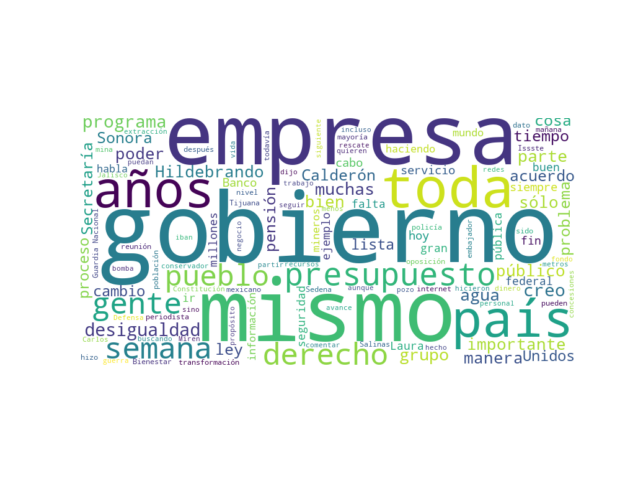 gobierno
mismo
empresa
toda
años
país
presupuesto
pueblo
gente
semana
derecho
desigualdad
programa
Sonora
poder
habla
Hildebrando
Calderón
muchas
bien
servicio
acuerdo
tiempo
cosa
parte
buen
siempre
sólo
problema
Secretaría
proceso
cambio
ir
ley
información
seguridad
pensión
millones
Banco
nivel
Tijuana
seguir
negocio
trabajo
dijo
mineros
ejemplo
falta
cabo
haciendo
mundo
lista
hoy
gran
policía
oposición
embajador
pública
fin
público
federal
creo
agua
importante
manera
Unidos
grupo
Laura
hecho
Salinas
comentar
avance
Sedena
aunque
pozo
internet
hicieron
personal
dinero
pueden
concesiones
metros
sido
redes
dato
mañana
Issste
siguiente
incluso
mayoría
rescate
quieren
todavía
vida
después
extracción
mina
Jalisco
puedan
Guardia Nacional
reunión
bomba
conservador
población
iban
partir
recursos
mexicano
sino
propósito
Constitución
Defensa
buscando
Miren
Carlos
hizo
Bienestar
transformación
periodista